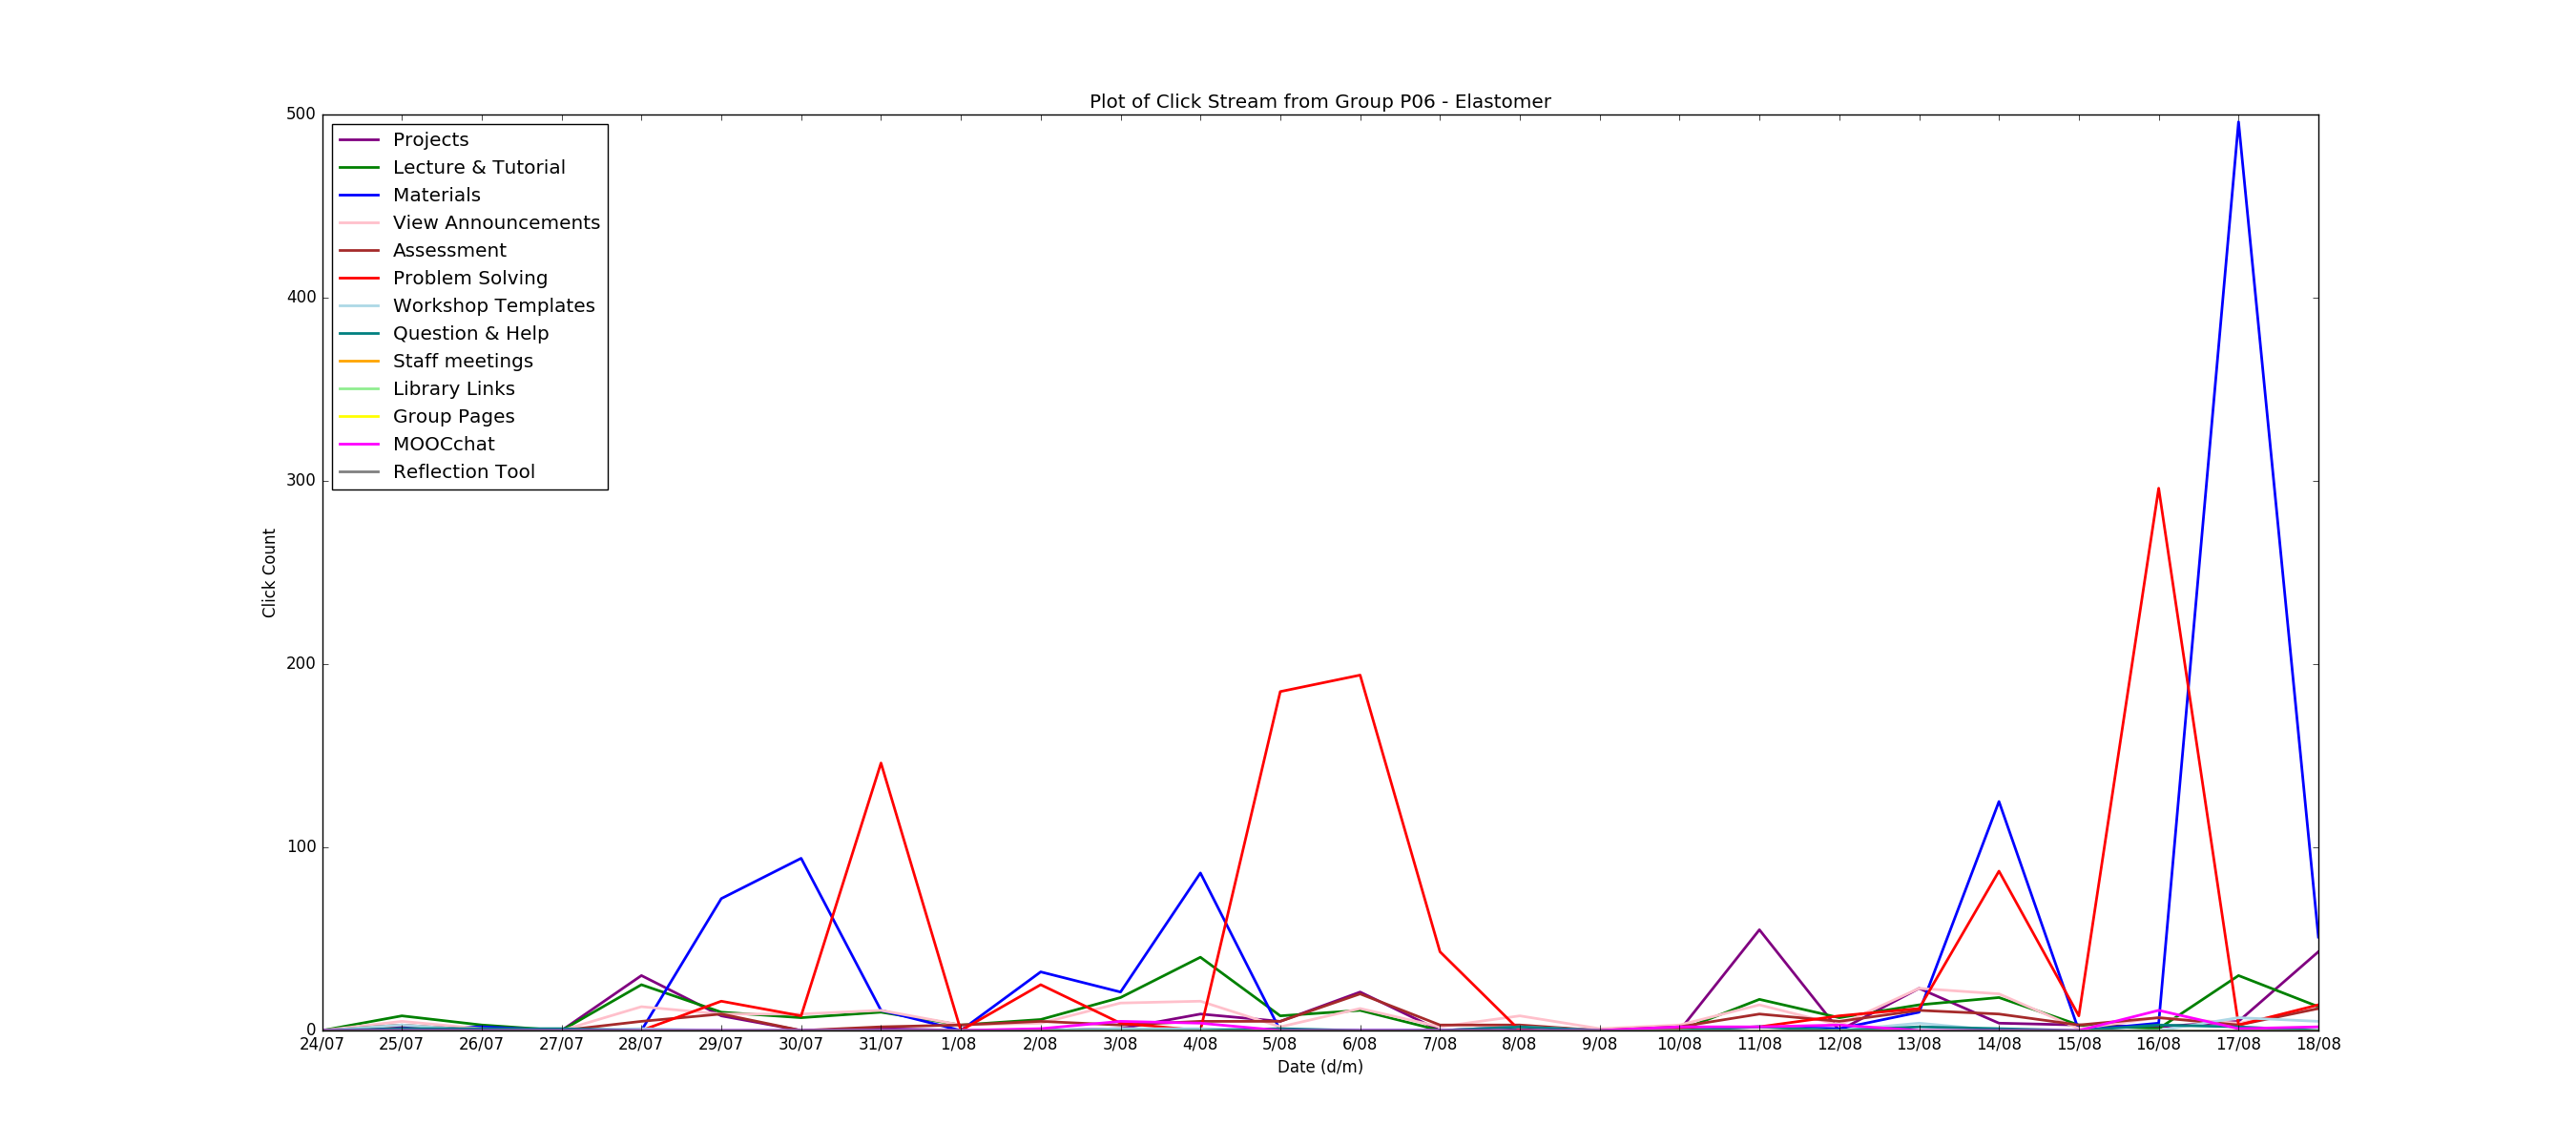 Plot of Click Stream from Group P06 - Elastomer
500
400
300
200
100
0
Click Count
Projects
Lecture & Tutorial
Materials
View Announcements
Assessment
Problem Solving
Workshop Templates
Question & Help
Staff meetings
Library Links
Group Pages
MOOCchat
Reflection Tool
24/07 25/07 26/07 27/07 28/07 29/07 30/07 31/07 1/08 2/08 3/08 4/08 5/08 6/08 7/08 8/08 9/08 10/08 11/08 12/08 13/08 14/08 15/08 16/08 17/08 18/08
Date (d/m)